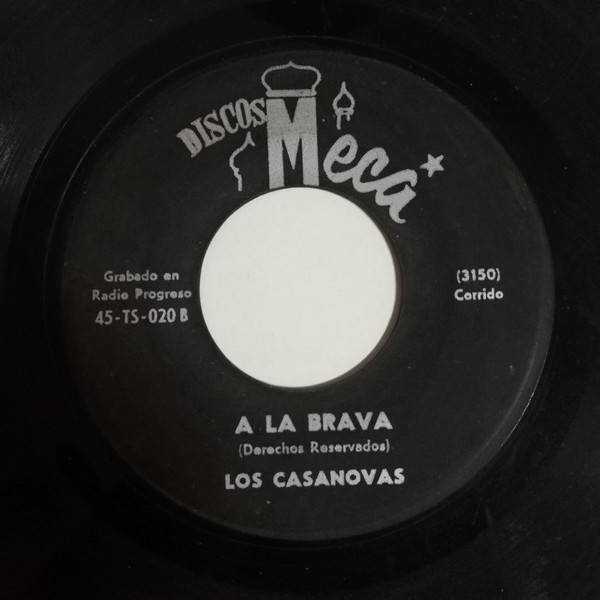 DISCOS Meca
Grabado en
Radio Progreso
45-TS-020 B
(3150)
Corrido
A LA BRAVA
(Derechos Reservados)
LOS CASANOVAS